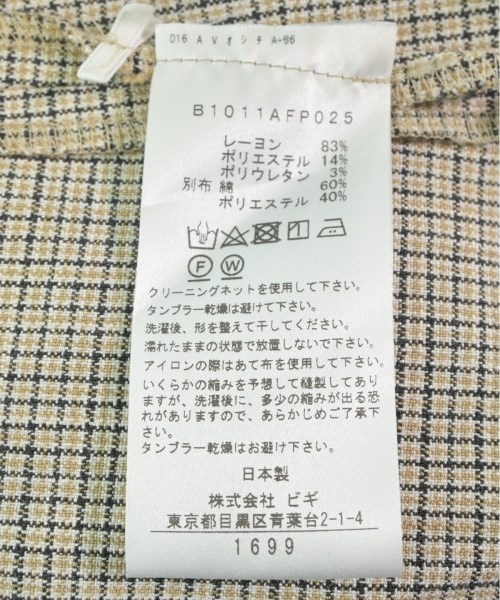 016 A V オ シ チ A-96
B1011AFP025
レーヨン 83%
ポリエステル 14%
ポリウレタン 3%
別布 綿 60%
ポリエステル 40%
F W
クリーニングネットを使用して下さい。
タンブラー乾燥は避けて下さい。
洗濯後、形を整えて干してください。
濡れたままの状態で放置しないで下さい。
アイロンの際はあて布を使用して下さい。
いくらかの縮みを予想して縫製してあり
ますが、洗濯後に、多少の縮みが出る恐
れがありますので、あらかじめご了承下
さい。
タンブラー乾燥はお避け下さい。
日本製
株式会社 ビギ
東京都目黒区青葉台2-1-4
1699